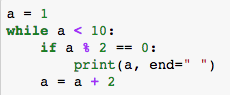 a = 1
while a < 10:
    if a % 2 == 0:
        print(a, end=" ")
    a = a + 2